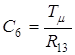 C₆ = Tμ / R₁₃